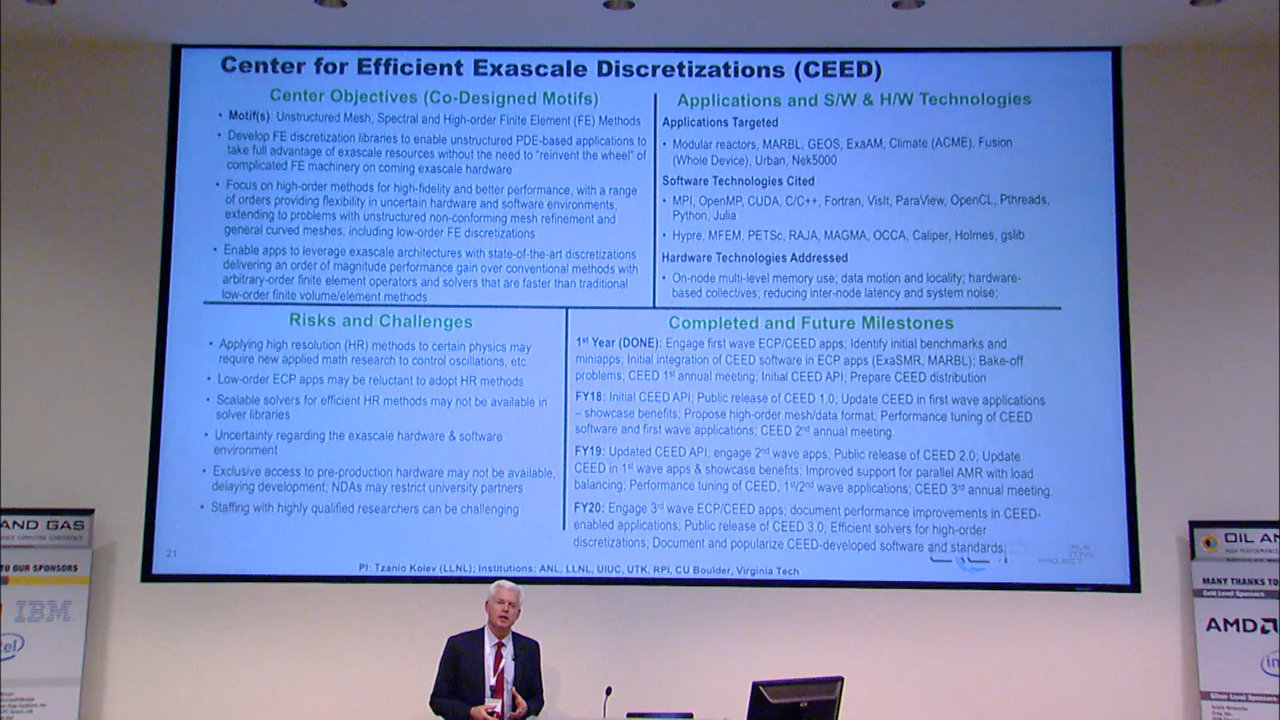 Center for Efficient Exascale Discretizations (CEED)
Center Objectives (Co-Designed Motifs)
• Motif(s): Unstructured Mesh, Spectral and High-order Finite Element (FE) Methods
• Develop FE discretization libraries to enable unstructured PDE-based applications to
take full advantage of exascale resources without the need to "reinvent the wheel" of
complicated FE machinery on coming exascale hardware
• Focus on high-order methods for high-fidelity and better performance, with a range
of orders providing flexibility in uncertain hardware and software environments,
extending to problems with unstructured non-conforming mesh refinement and
general curved meshes, including low-order FE discretizations
• Enable apps to leverage exascale architectures with state-of-the-art discretizations
delivering an order of magnitude performance gain over conventional methods with
arbitrary-order finite element operators and solvers that are faster than traditional
low-order finite volume/element methods
Applications and S/W & H/W Technologies
Applications Targeted
• Modular reactors, MARBL, GEOS, ExaAM, Climate (ACME), Fusion
(Whole Device), Urban, Nek5000
Software Technologies Cited
• MPI, OpenMP, CUDA, C/C++, Fortran, VisIt, ParaView, OpenCL, Pthreads,
Python, Julia
• Hypre, MFEM, PETSc, RAJA, MAGMA, OCCA, Caliper, Holmes, gslib
Hardware Technologies Addressed
• On-node multi-level memory use; data motion and locality; hardware-
based collectives; reducing inter-node latency and system noise;
Risks and Challenges
• Applying high resolution (HR) methods to certain physics may
require new applied math research to control oscillations, etc.
• Low-order ECP apps may be reluctant to adopt HR methods
• Scalable solvers for efficient HR methods may not be available in
solver libraries
• Uncertainty regarding the exascale hardware & software
environment
• Exclusive access to pre-production hardware may not be available,
delaying development; NDAs may restrict university partners
• Staffing with highly qualified researchers can be challenging
Completed and Future Milestones
1st Year (DONE): Engage first wave ECP/CEED apps; Identify initial benchmarks and
miniapps; Initial integration of CEED software in ECP apps (ExaSMR, MARBL); Bake-off
problems; CEED 1st annual meeting; Initial CEED API; Prepare CEED distribution
FY18: Initial CEED API; Public release of CEED 1.0; Update CEED in first wave applications
– showcase benefits; Propose high-order mesh/data format; Performance tuning of CEED
software and first wave applications; CEED 2nd annual meeting.
FY19: Updated CEED API; engage 2nd wave apps, Public release of CEED 2.0; Update
CEED in 1st wave apps & showcase benefits; Improved support for parallel AMR with load
balancing; Performance tuning of CEED, 1st/2nd wave applications; CEED 3rd annual meeting.
FY20: Engage 3rd wave ECP/CEED apps; document performance improvements in CEED-
enabled applications; Public release of CEED 3.0; Efficient solvers for high-order
discretizations; Document and popularize CEED-developed software and standards;
21
PROJECT
PI: Tzanio Kolev (LLNL); Institutions: ANL, LLNL, UIUC, UTK, RPI, CU Boulder, Virginia Tech
AND GAS
CONFERENCE
TO OUR SPONSORS
IBM
OIL AN
HIGH PERFORMANCE
MANY THANKS TO
Gold Level Sponsors
AMD
Silver Level Sponsors